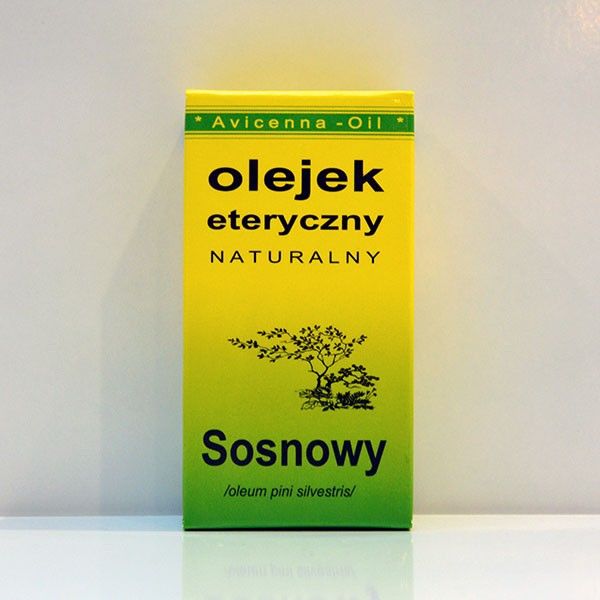 * Avicenna - Oil *
olejek
eteryczny
NATURALNY
Sosnowy
/oleum pini silvestris/